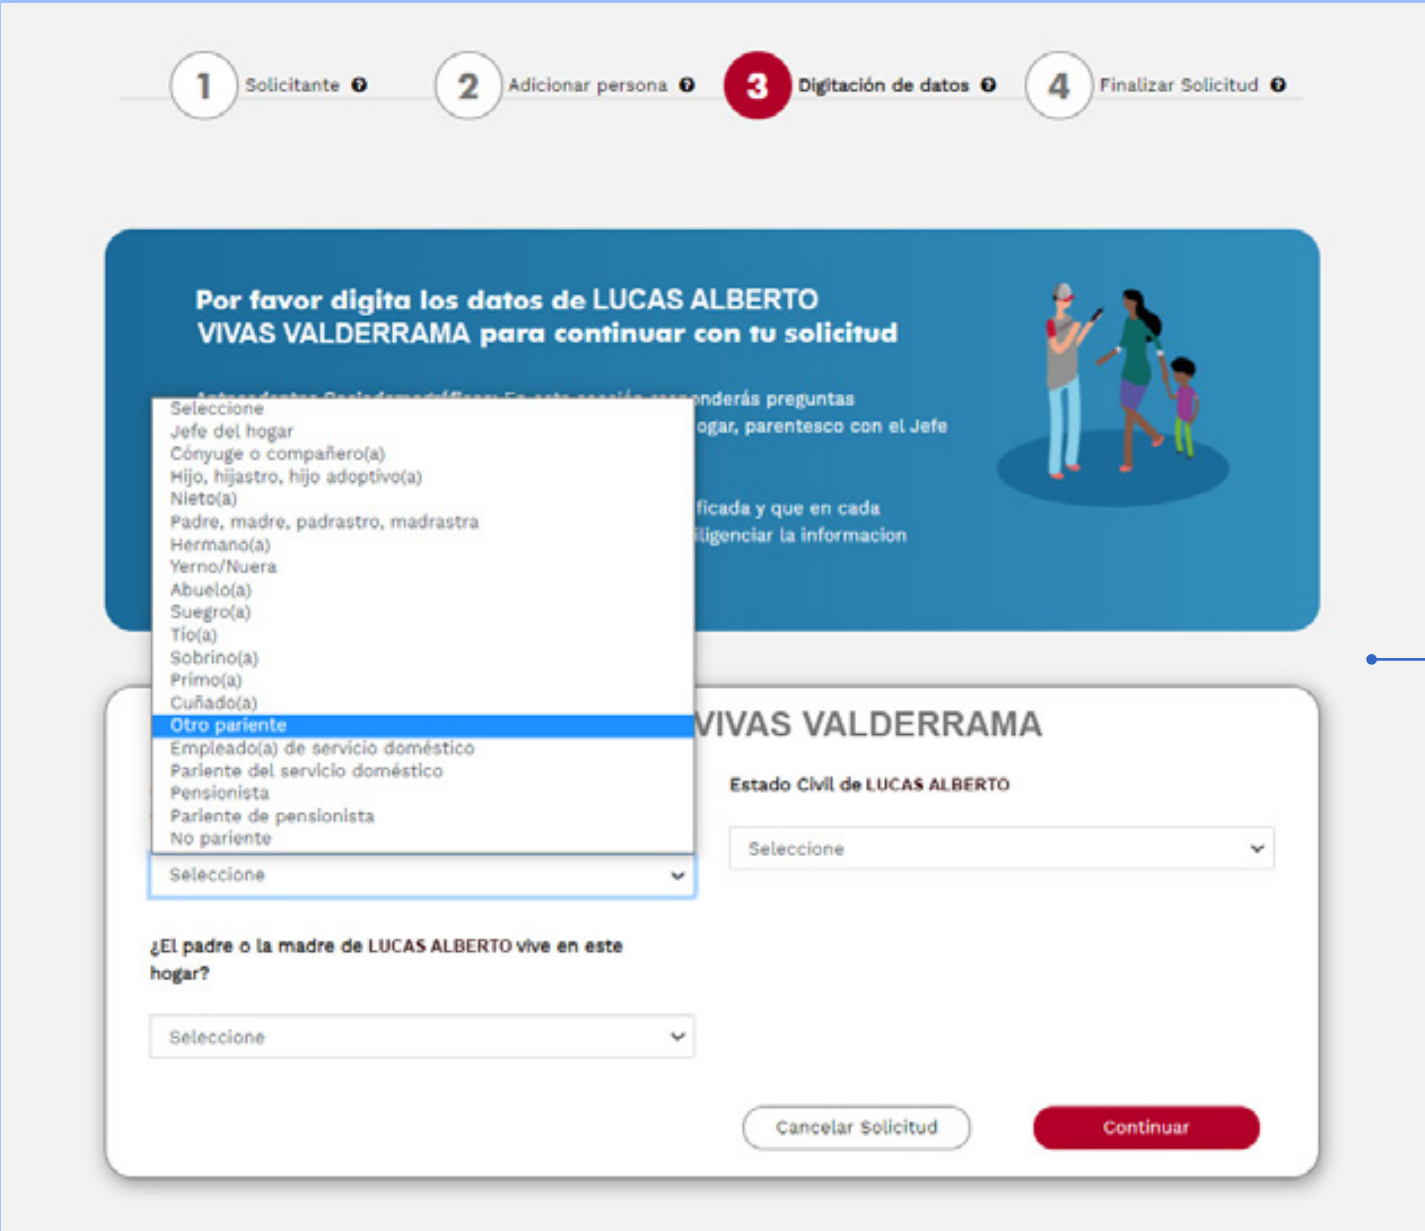 1 Solicitante ?
2 Adicionar persona ?
3 Digitación de datos ?
4 Finalizar Solicitud ?
Por favor digita los datos de LUCAS ALBERTO
VIVAS VALDERRAMA para continuar con tu solicitud
onderás preguntas
ogar, parentesco con el Jefe
ficada y que en cada
iligenciar la informacion
Seleccione
Jefe del hogar
Cónyuge o compañero(a)
Hijo, hijastro, hijo adoptivo(a)
Nieto(a)
Padre, madre, padrastro, madrastra
Hermano(a)
Yerno/Nuera
Abuelo(a)
Suegro(a)
Tío(a)
Sobrino(a)
Primo(a)
Cuñado(a)
Otro pariente
Empleado(a) de servicio doméstico
Pariente del servicio doméstico
Pensionista
Pariente de pensionista
No pariente
Seleccione
VIVAS VALDERRAMA
Estado Civil de LUCAS ALBERTO
Seleccione
¿El padre o la madre de LUCAS ALBERTO vive en este
hogar?
Seleccione
Cancelar Solicitud
Continuar